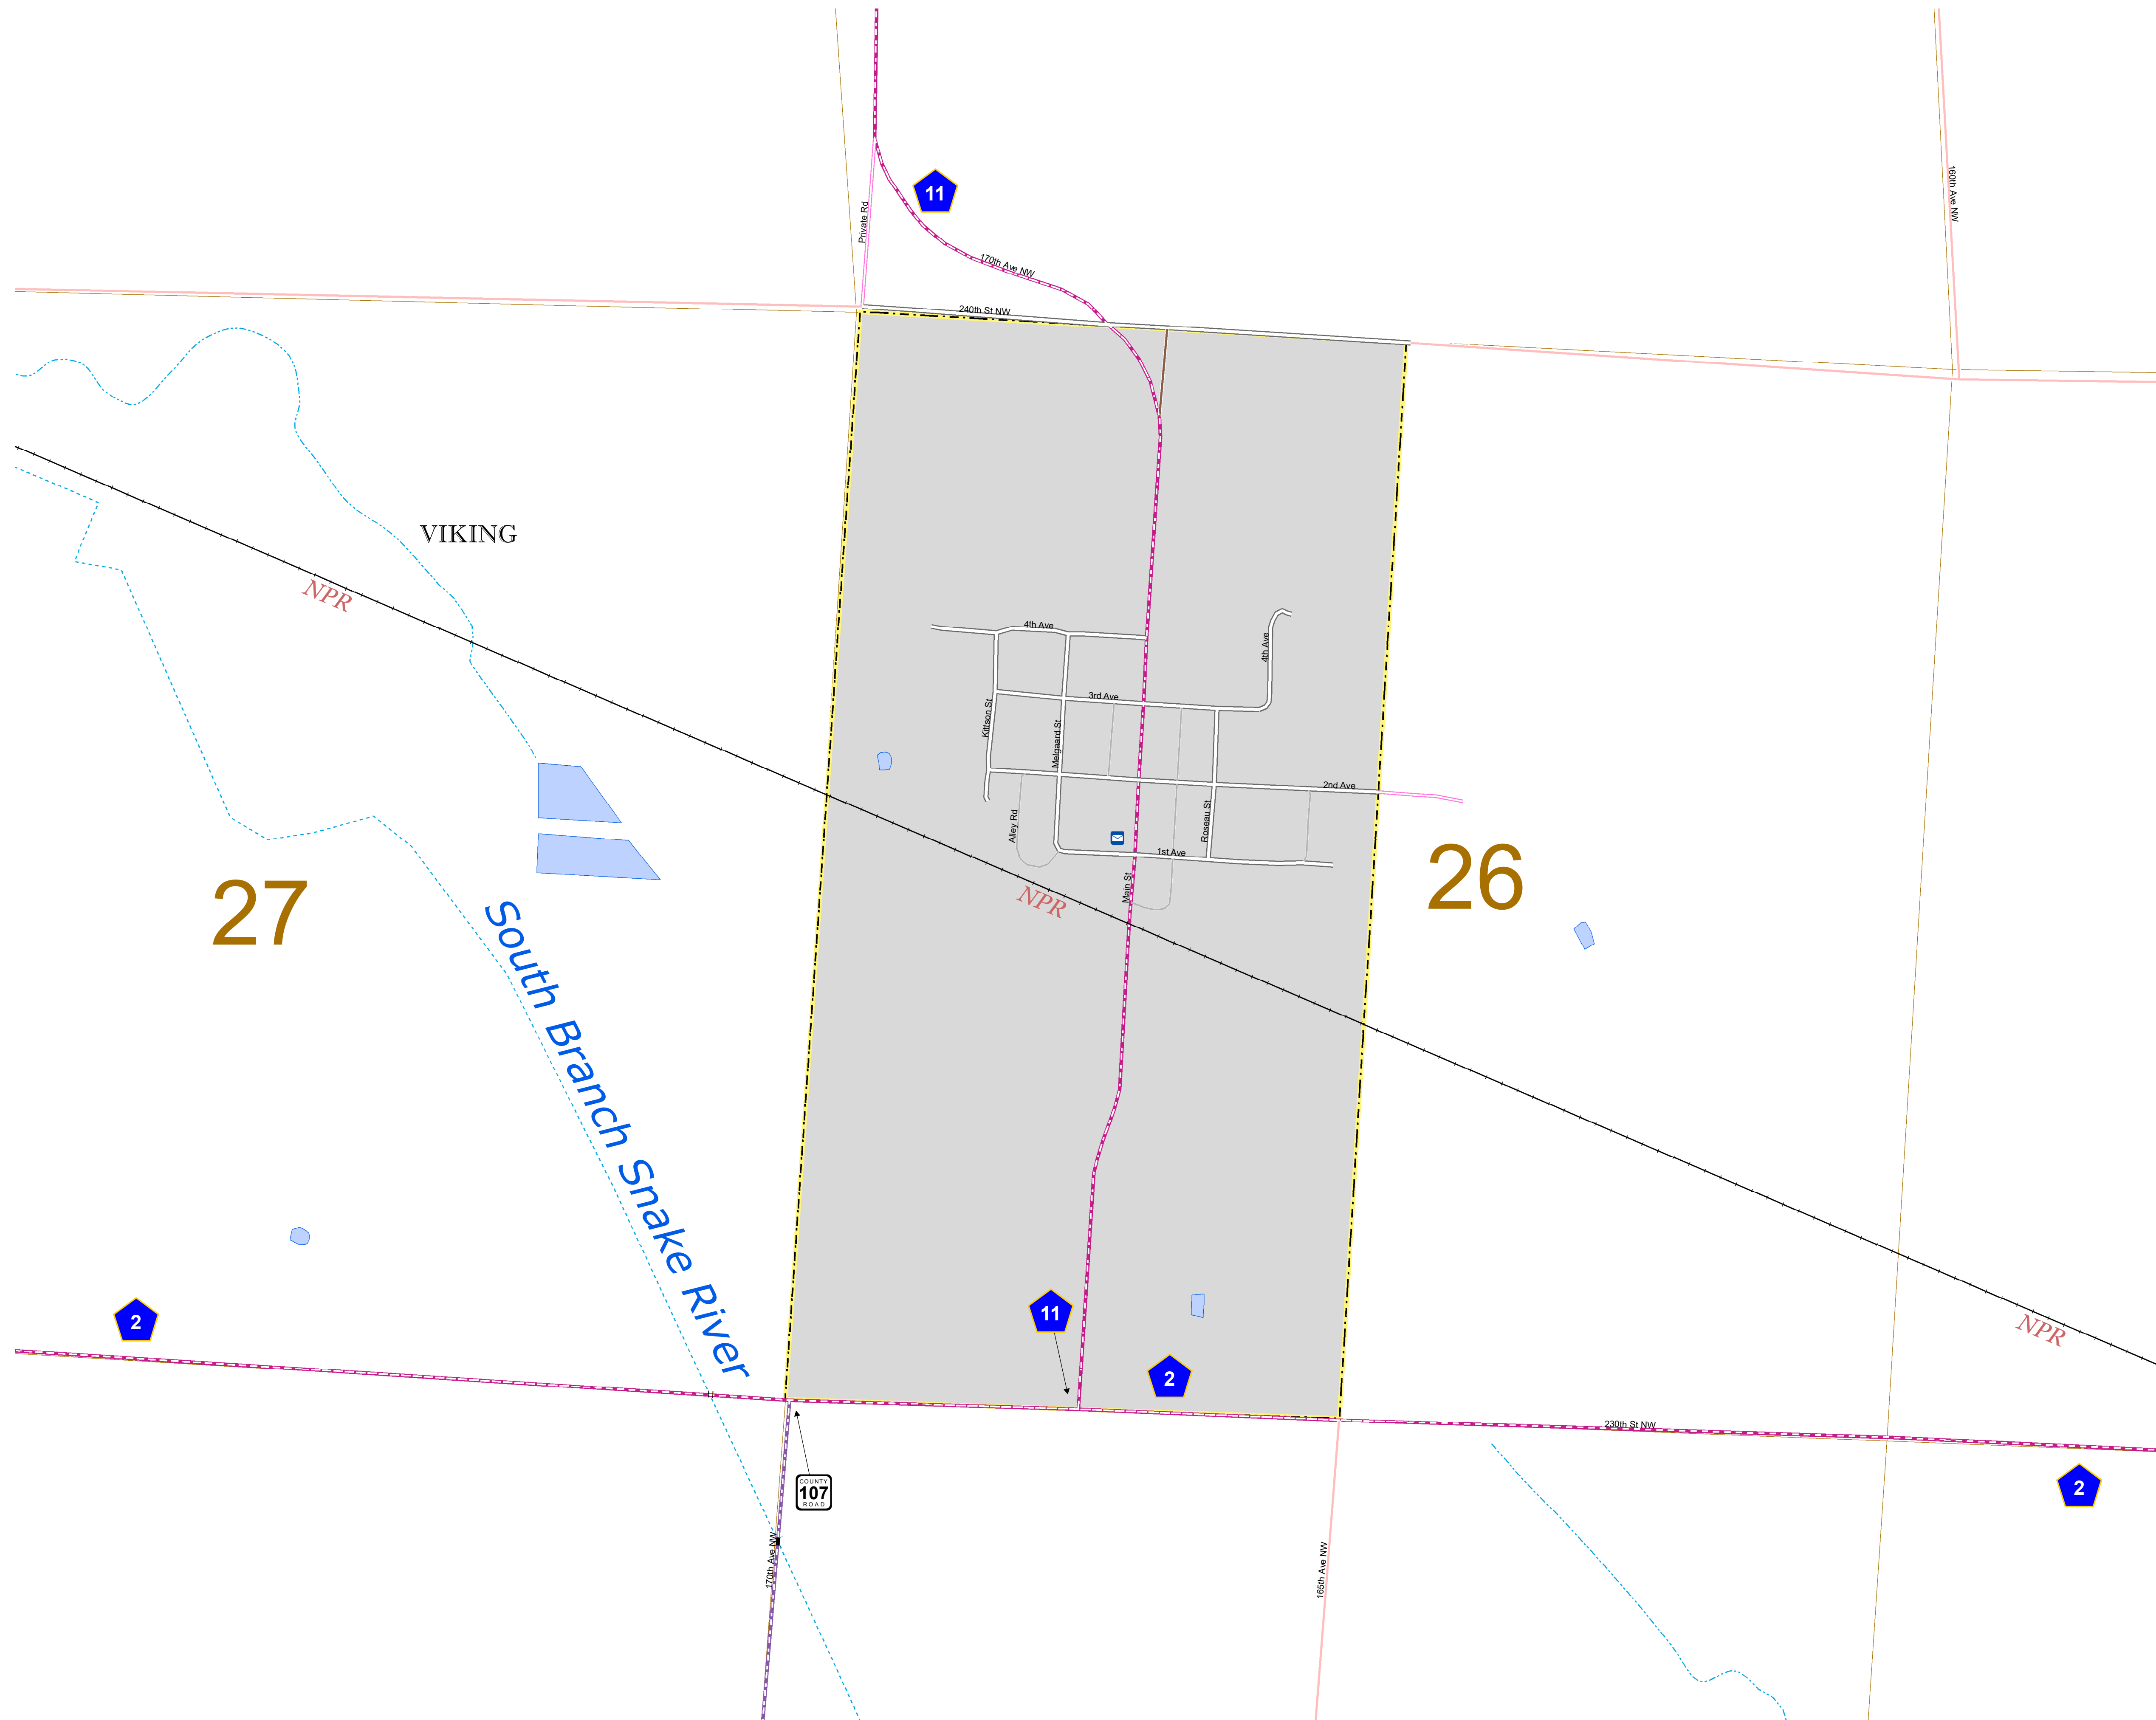 11
160th Ave NW
Private Rd
170th Ave NW
240th St NW
VIKING
NPR
4th Ave
4th Ave
3rd Ave
Kittson St
Melgaard St
2nd Ave
Alley Rd
Roseau St
1st Ave
Main St
NPR
26
27
South Branch Snake River
11
2
2
NPR
230th St NW
2
COUNTY
107
ROAD
170th Ave NW
165th Ave NW